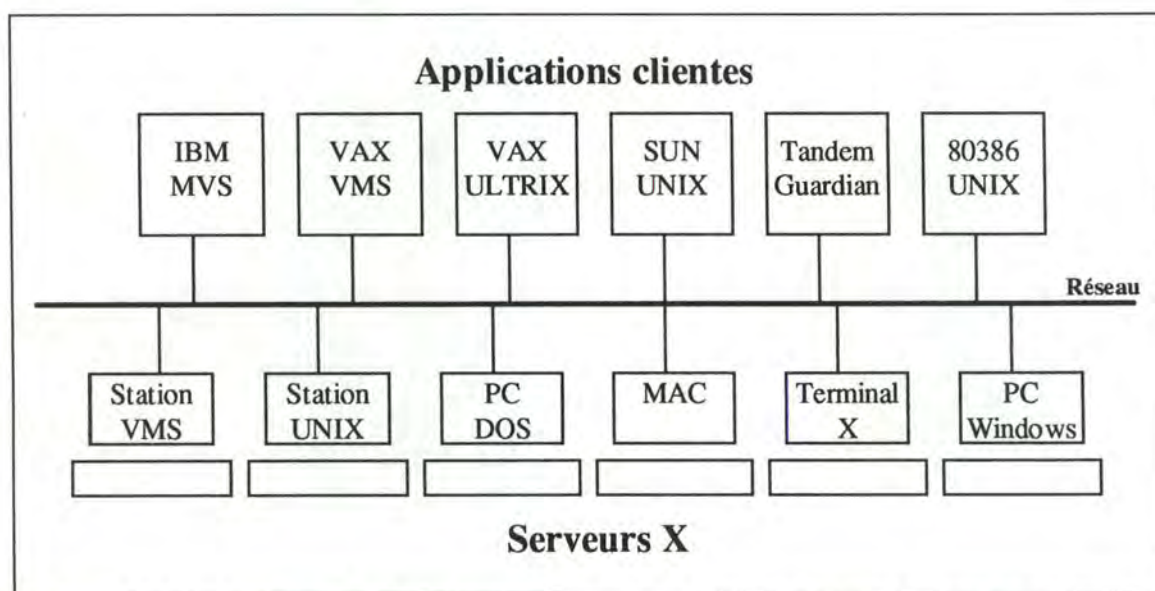 Applications clientes
IBM
MVS
VAX
VMS
VAX
ULTRIX
SUN
UNIX
Tandem
Guardian
80386
UNIX
Réseau
Station
VMS
Station
UNIX
PC
DOS
MAC
Terminal
X
PC
Windows
Serveurs X